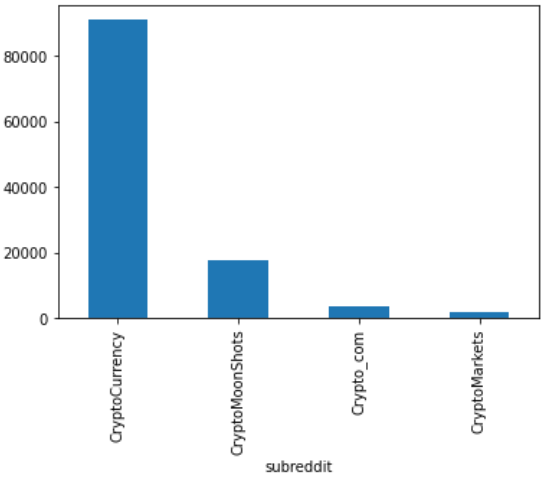 80000
60000
40000
20000
0
CryptoCurrency
CryptoMoonShots
Crypto_com
CryptoMarkets
subreddit